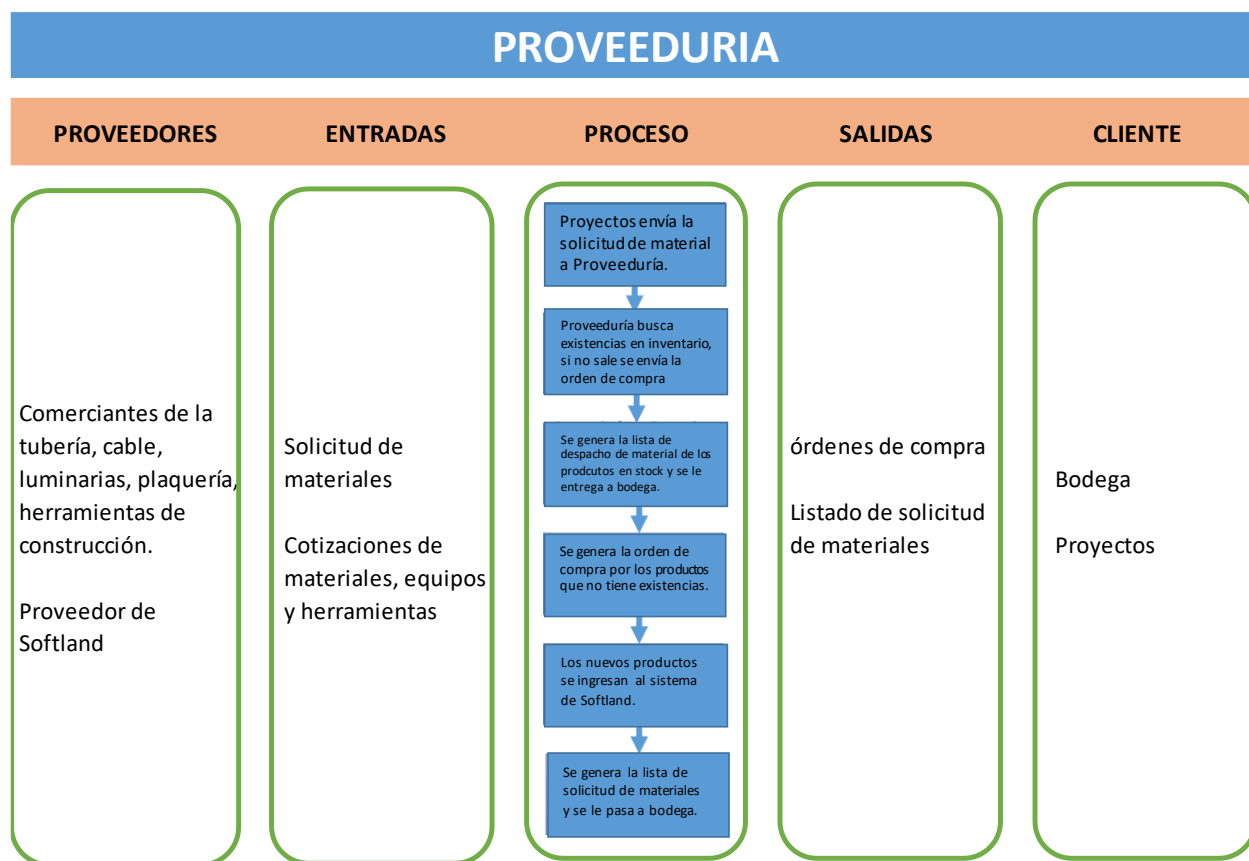 PROVEEDURIA
PROVEEDORES
ENTRADAS
PROCESO
SALIDAS
CLIENTE
Comerciantes de la
tubería, cable,
luminarias, plaquería,
herramientas de
construcción.
Proveedor de
Softland
Solicitud de
materiales
Cotizaciones de
materiales, equipos
y herramientas
Proyectos envía la
solicitud de material
a Proveeduría.
Proveeduría busca
existencias en inventario,
si no sale se envía la
orden de compra
Se genera la lista de
despacho de material de los
prodcutos en stock y se le
entrega a bodega.
Se genera la orden de
compra por los productos
que no tiene existencias.
Los nuevos productos
se ingresan al sistema
de Softland.
Se genera la lista de
solicitud de materiales
y se le pasa a bodega.
órdenes de compra
Listado de solicitud
de materiales
Bodega
Proyectos